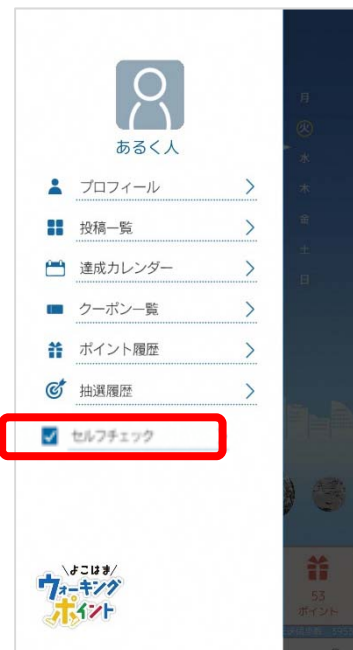 あるく人
プロフィール
投稿一覧
達成カレンダー
クーポン一覧
ポイント履歴
抽選履歴
セルフチェック
よこはま
ウォーキング
ポイント
月
火
水
木
金
土
日
53
ポイント